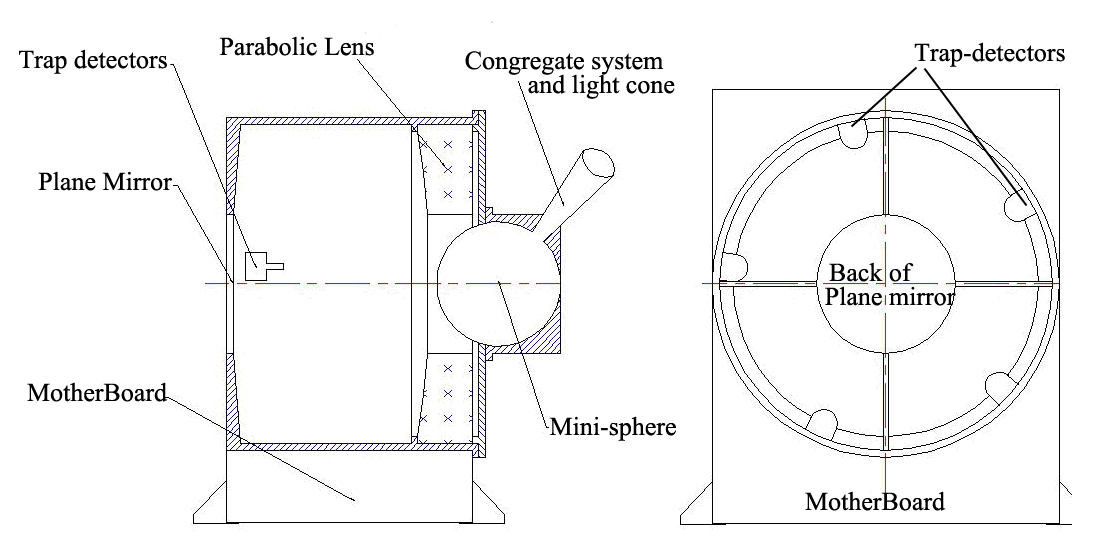 Parabolic Lens
Trap detectors
Congregate system
and light cone
Plane Mirror
MotherBoard
Mini-sphere
Trap-detectors
Back of
Plane mirror
MotherBoard